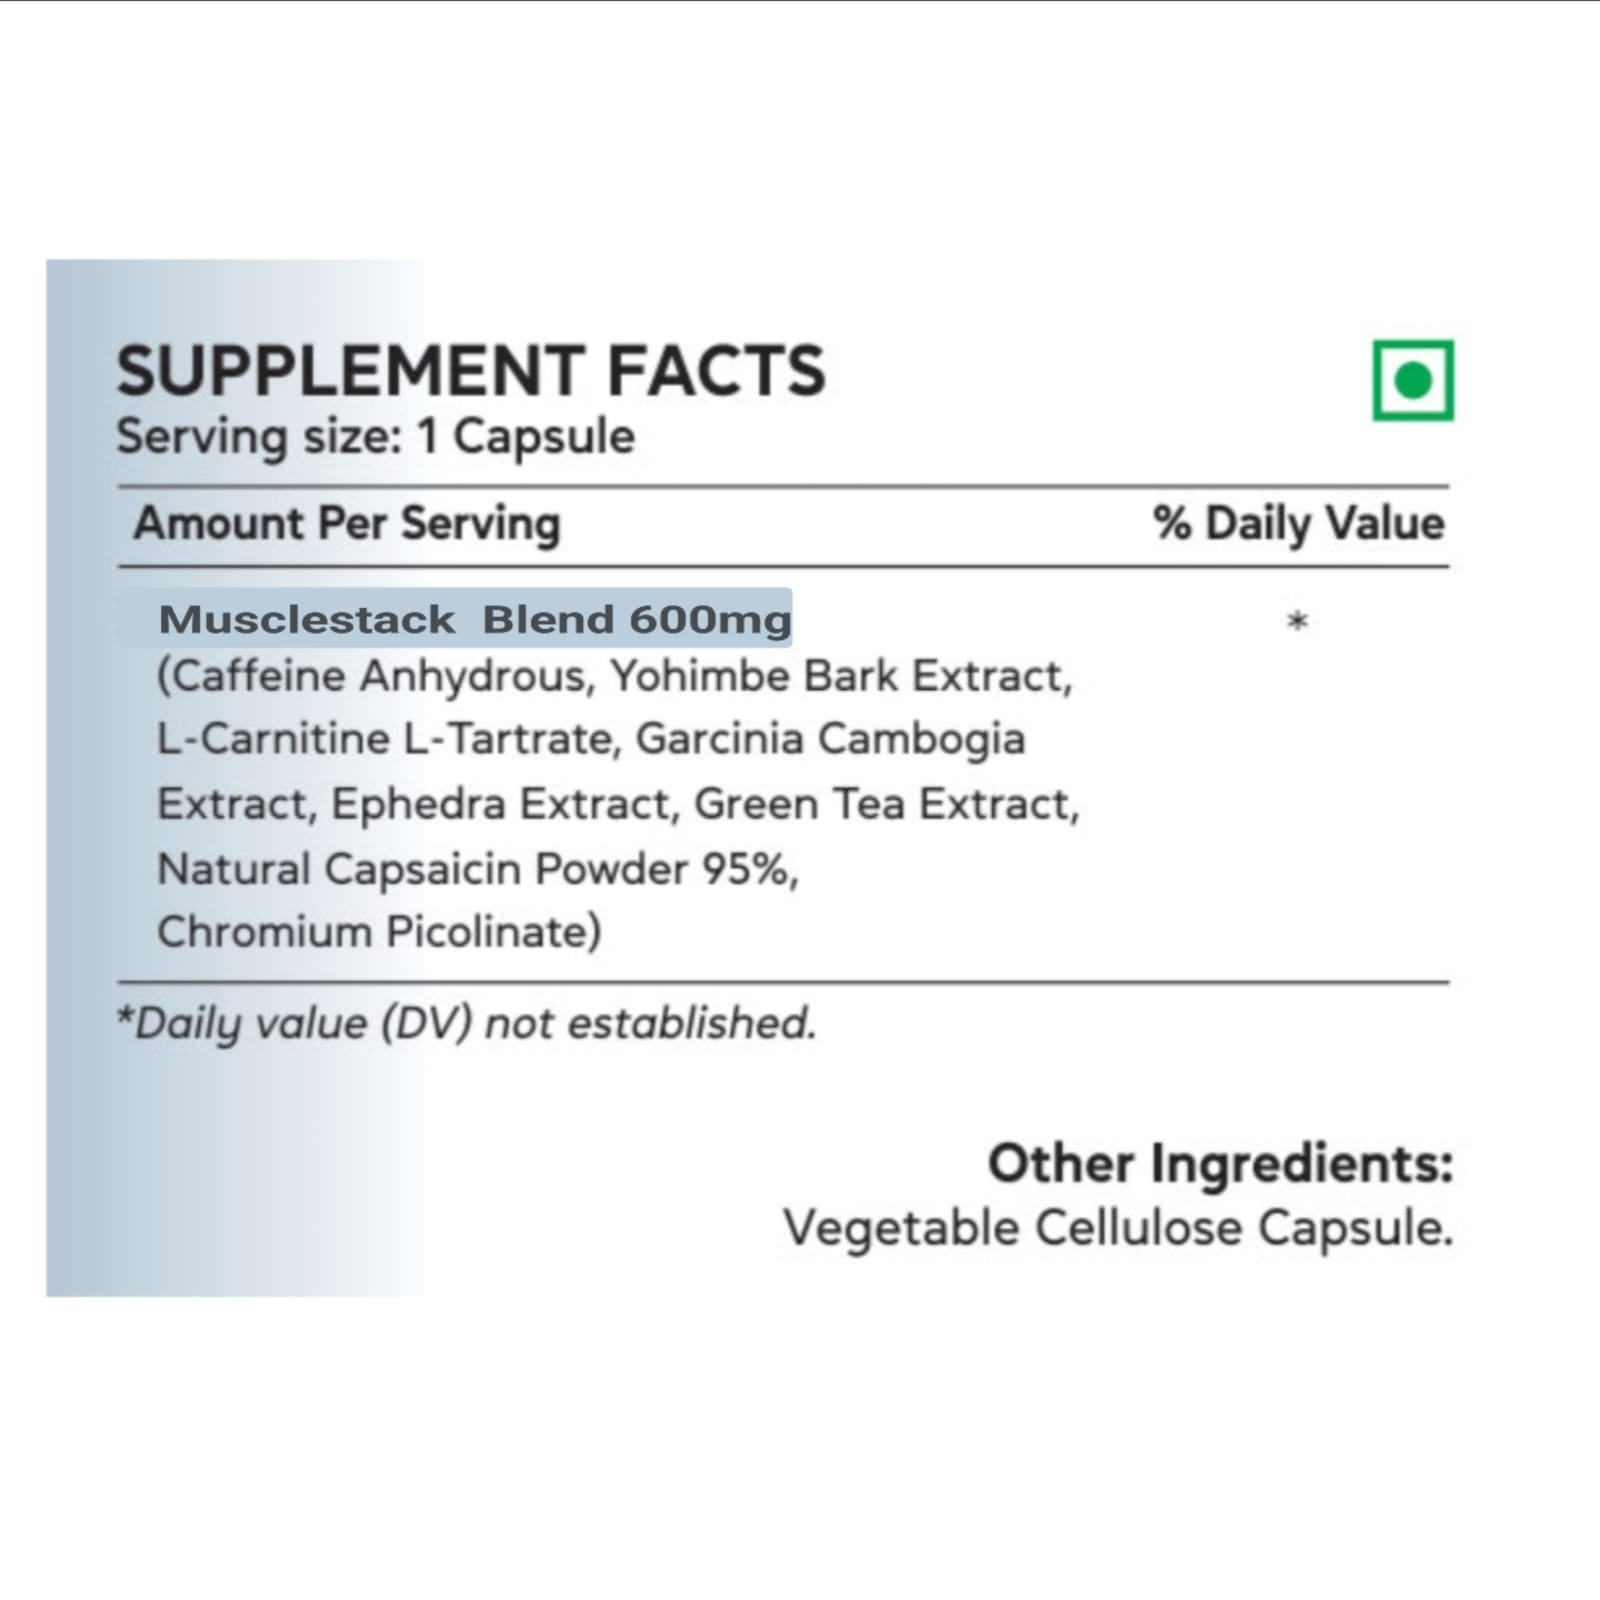 SUPPLEMENT FACTS
Serving size: 1 Capsule
Amount Per Serving % Daily Value
Musclestack Blend 600mg *
(Caffeine Anhydrous, Yohimbe Bark Extract,
L-Carnitine L-Tartrate, Garcinia Cambogia
Extract, Ephedra Extract, Green Tea Extract,
Natural Capsaicin Powder 95%,
Chromium Picolinate)
*Daily value (DV) not established.
Other Ingredients:
Vegetable Cellulose Capsule.